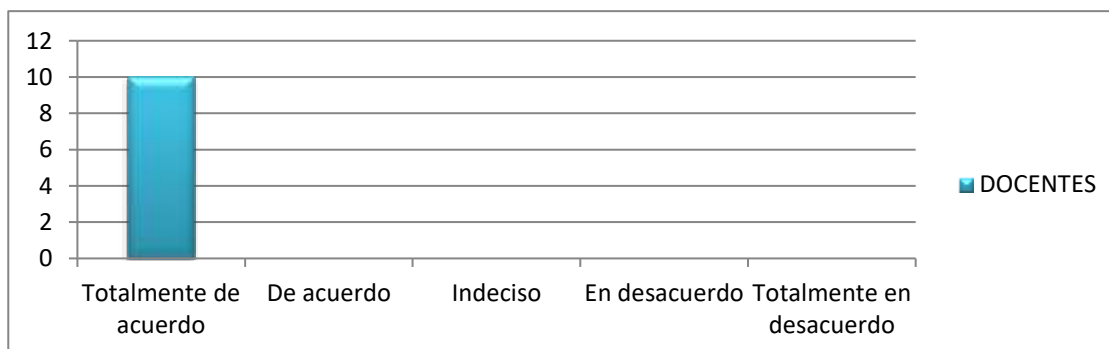 12
10
8
6
4
2
0
Totalmente de acuerdo
De acuerdo
Indeciso
En desacuerdo
Totalmente en desacuerdo
DOCENTES